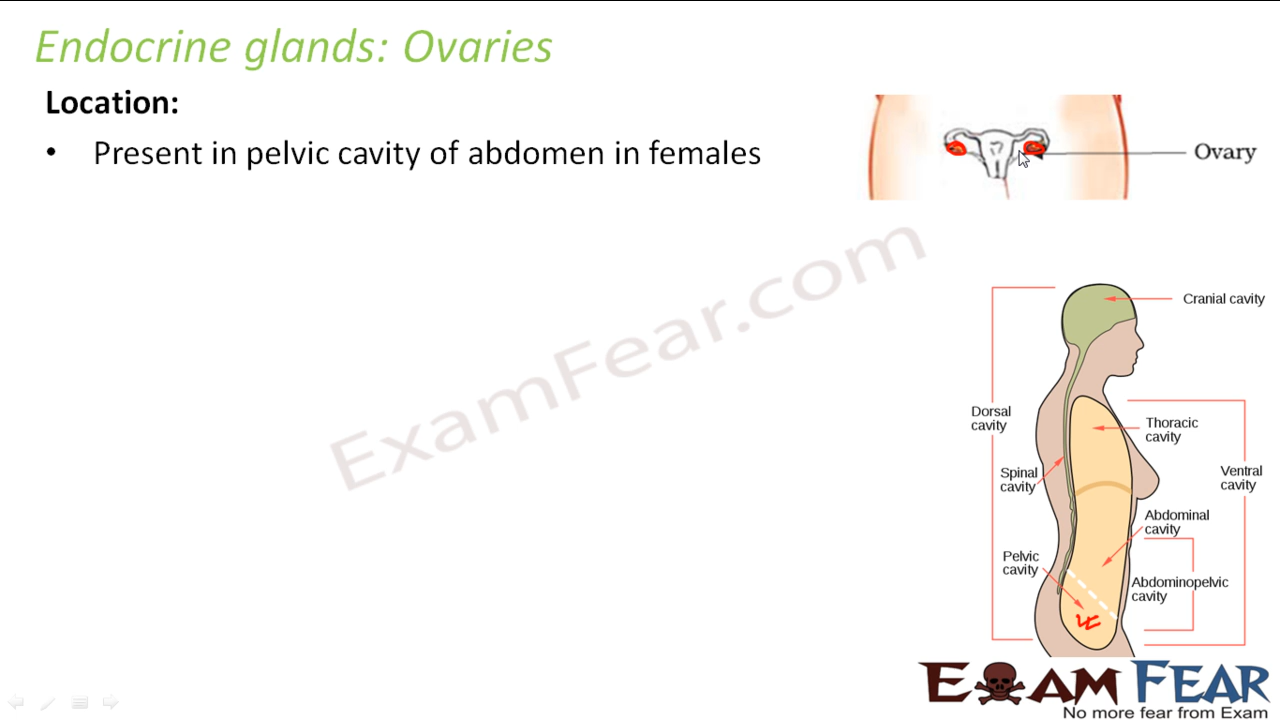 Endocrine glands: Ovaries
Location:
• Present in pelvic cavity of abdomen in females
Ovary
ExamFear.com
Cranial cavity
Dorsal
cavity
Thoracic
cavity
Spinal
cavity
Ventral
cavity
Abdominal
cavity
Pelvic
cavity
Abdominopelvic
cavity
EXAM FEAR
No more fear from Exam